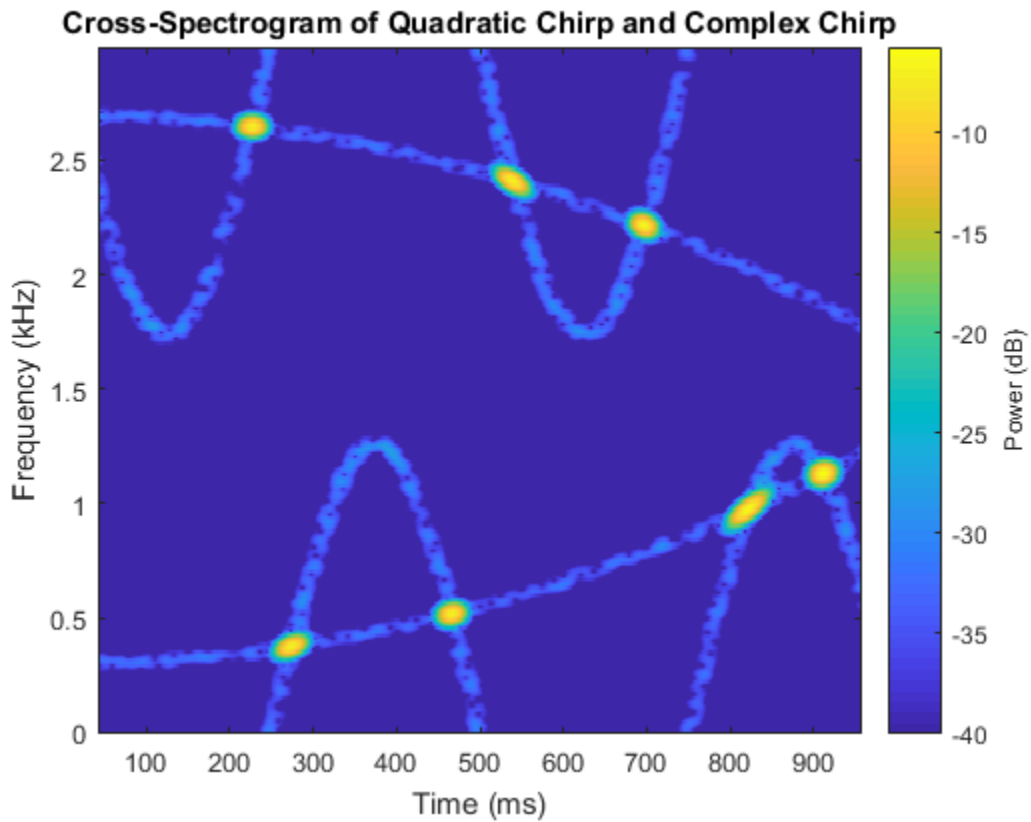 Cross-Spectrogram of Quadratic Chirp and Complex Chirp
Frequency (kHz)
2.5
2
1.5
1
0.5
0
100 200 300 400 500 600 700 800 900
Time (ms)
-10
-15
-20
-25
-30
-35
-40
Power (dB)